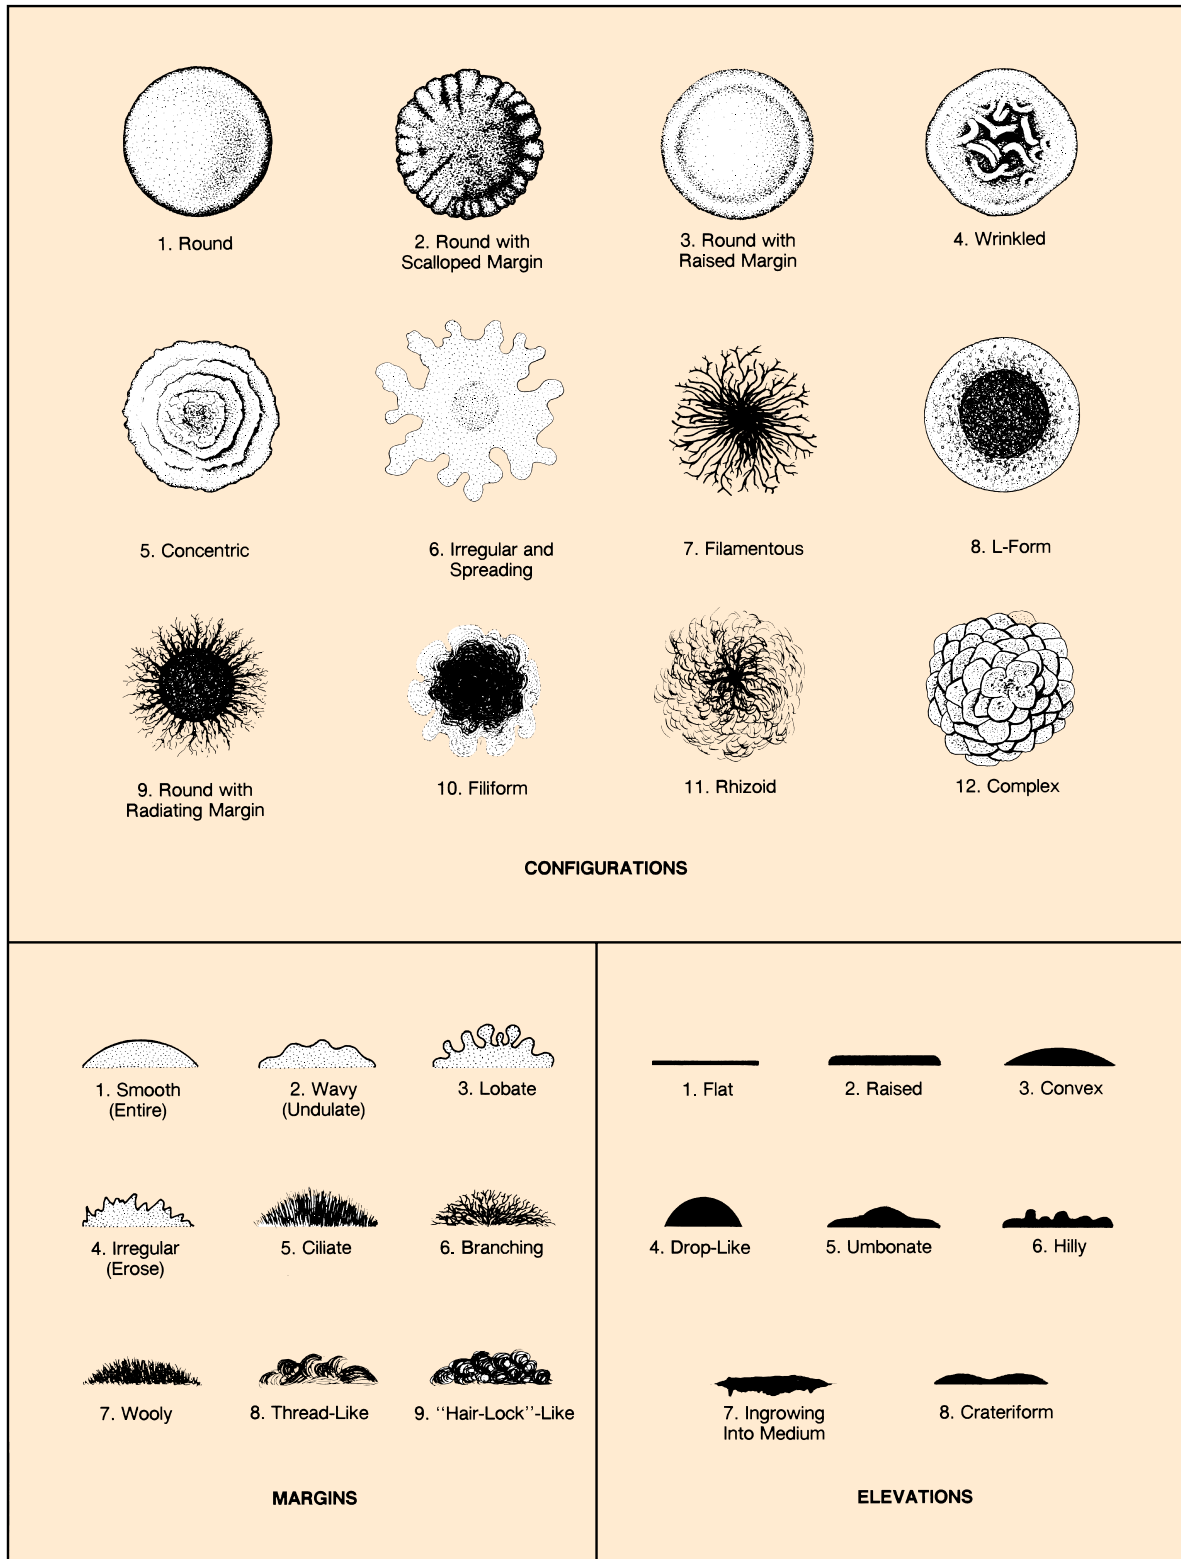 1. Round
2. Round with
Scalloped Margin
3. Round with
Raised Margin
4. Wrinkled
5. Concentric
6. Irregular and
Spreading
7. Filamentous
8. L-Form
9. Round with
Radiating Margin
10. Filiform
11. Rhizoid
12. Complex
CONFIGURATIONS
1. Smooth
(Entire)
2. Wavy
(Undulate)
3. Lobate
4. Irregular
(Erose)
5. Ciliate
6. Branching
7. Wooly
8. Thread-Like
9. "Hair-Lock"-Like
MARGINS
1. Flat
2. Raised
3. Convex
4. Drop-Like
5. Umbonate
6. Hilly
7. Ingrowing
Into Medium
8. Crateriform
ELEVATIONS